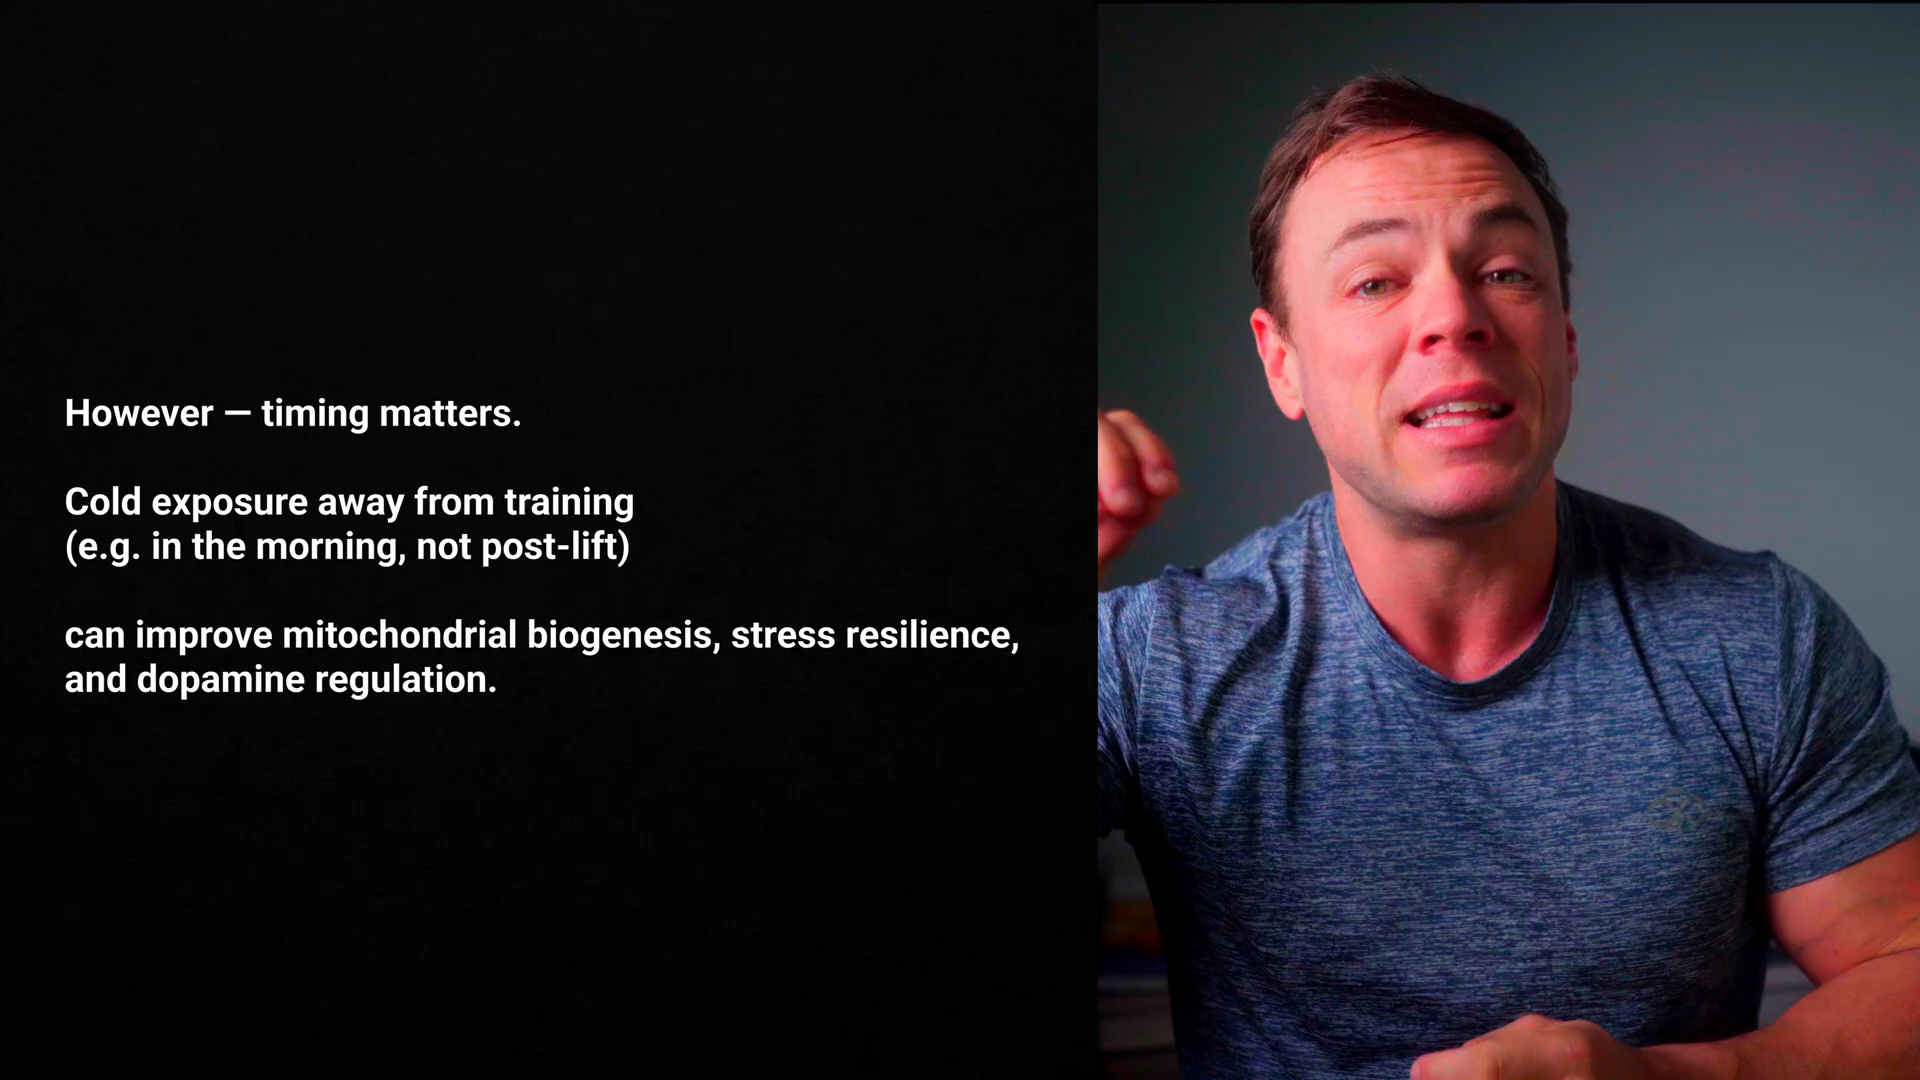 However — timing matters.
Cold exposure away from training
(e.g. in the morning, not post-lift)
can improve mitochondrial biogenesis, stress resilience,
and dopamine regulation.